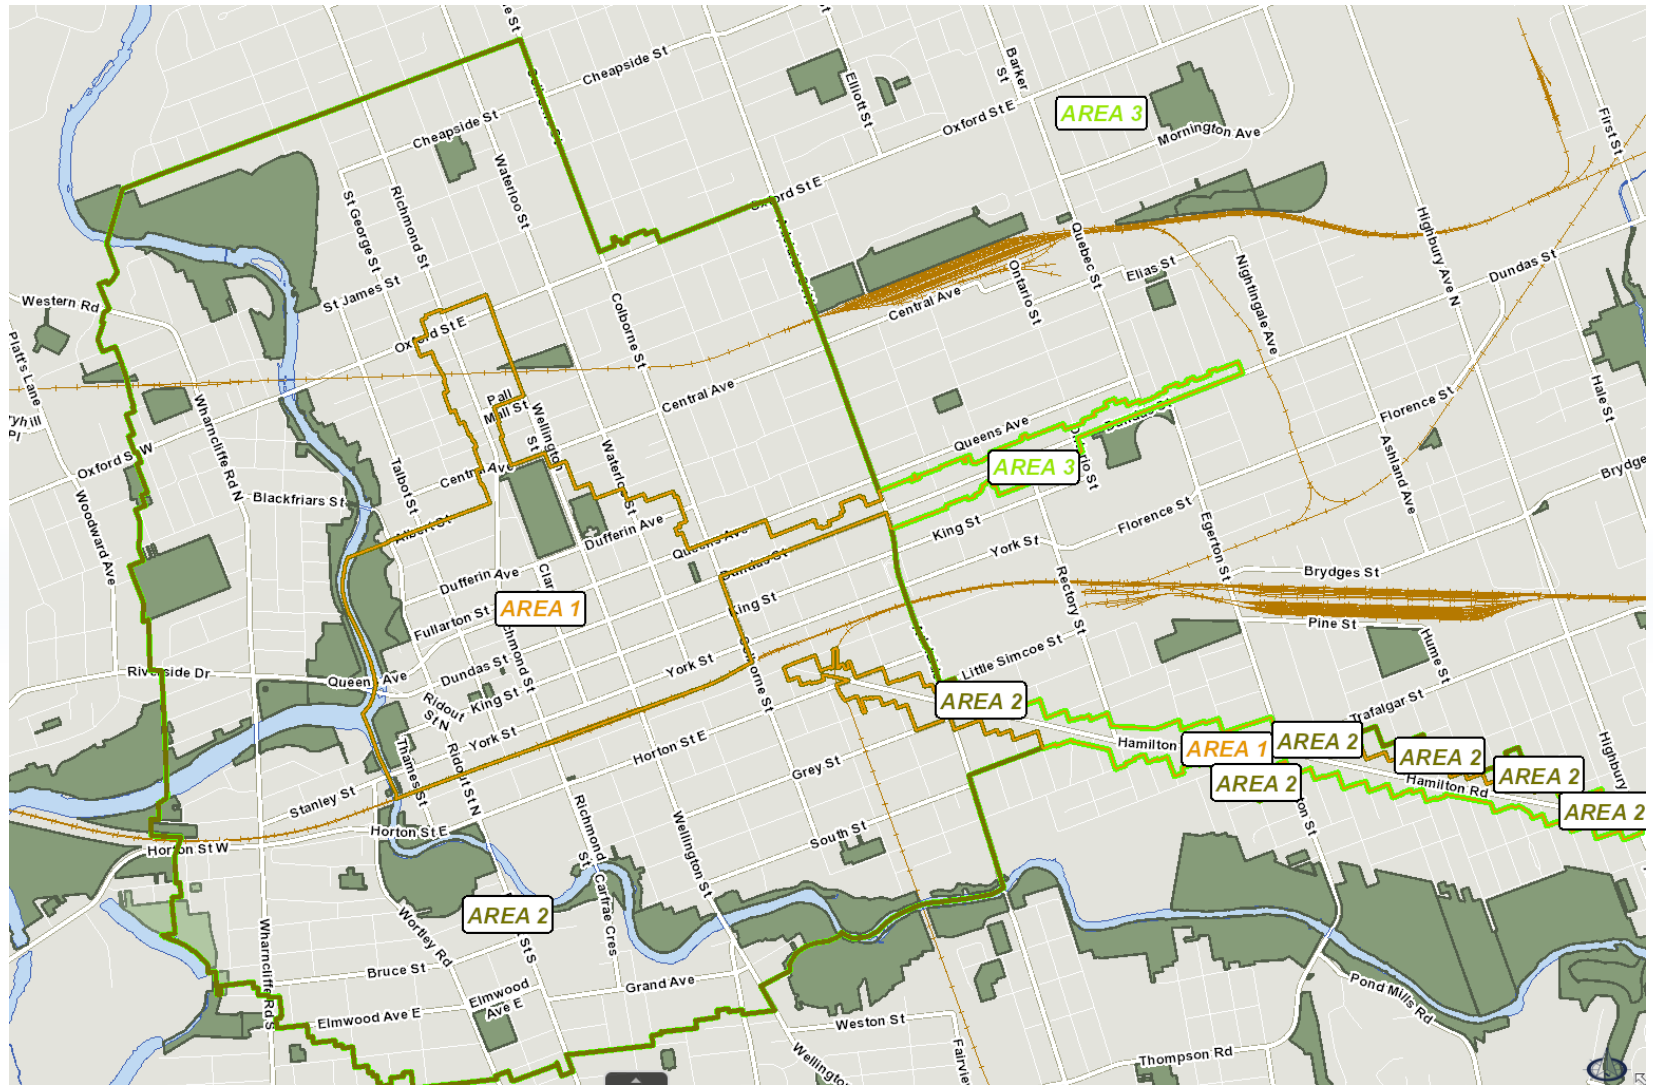 Cheapside St
Elliott St
Barker
St
AREA 3
Oxford St E
Mornington Ave
First St
Cheapside St
Waterloo St
Richmond St
St George St
Oxford St E
Quebec St
Highbury Ave N
Dundas St
Elias St
Nightingale Ave
Ontario St
Central Ave
St James St
Western Rd
Platt's Lane
Oxford St E
Colborne St
Central Ave
Pall
Mall St
Wellington
St
Wharncliffe Rd N
Hale St
Florence St
Ashland Ave
Dundas St
Queens Ave
AREA 3
Oxford St W
Talbot St
Central Ave
Waterloo St
Woodward Ave
Blackfriars St
Albert St
Dufferin Ave
Queens Ave
Dundas St
King St
York St
Florence St
Egerton St
Brydges St
Rectory St
Dufferin Ave
Fullarton St
AREA 1
King St
Pine St
Hume St
Little Simcoe St
York St
Dundas St
Riverside Dr
Queens Ave
King St
Ridout
St N
Richmond St
Colborne St
AREA 2
Trafalgar St
York St
Horton St E
Hamilton
AREA 1
AREA 2
AREA 2
AREA 2
AREA 2
Hamilton Rd
AREA 2
Highbury
Thames St
Ridout St N
Grey St
Stanley St
Horton St E
Horton St W
South St
Wellington St
Richmond
St
Cartrae Cres
AREA 2
Wortley Rd
Wharncliffe Rd S
Bruce St
Elmwood
Ave E
Grand Ave
Elmwood Ave E
Weston St
Pond Mills Rd
Thompson Rd
Wellington